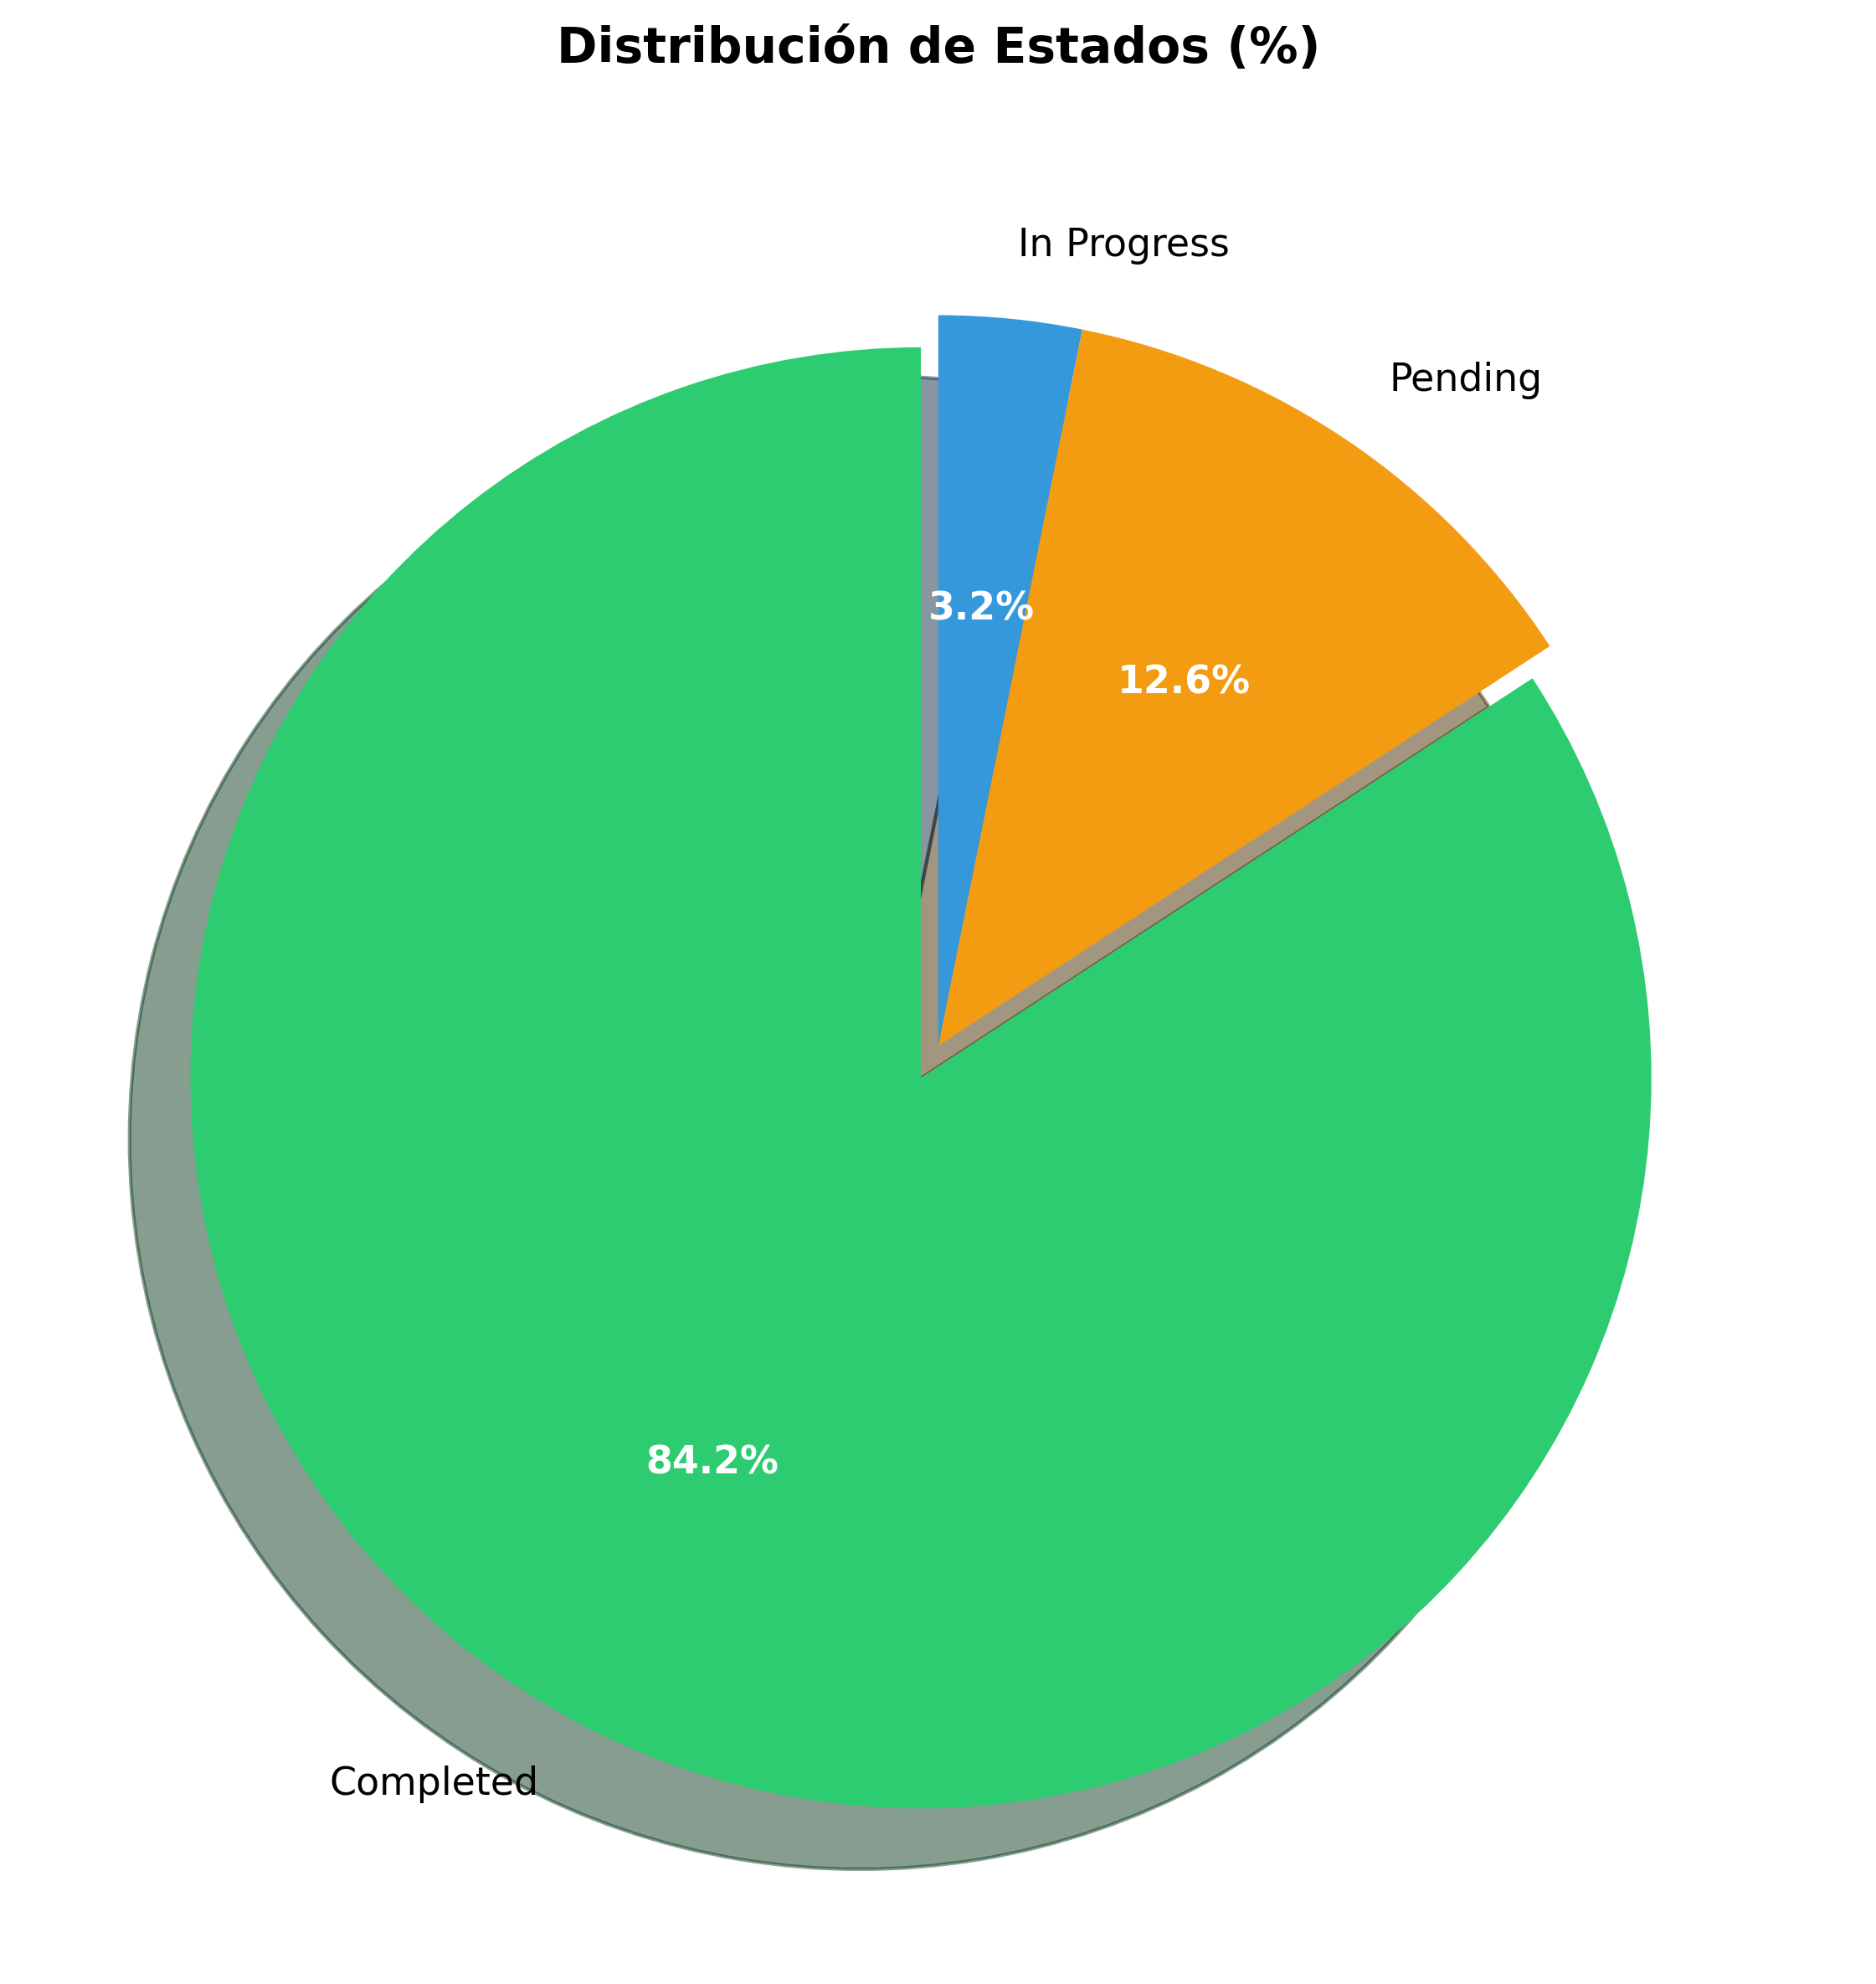 Distribución de Estados (%)
In Progress
Pending
3.2%
12.6%
84.2%
Completed